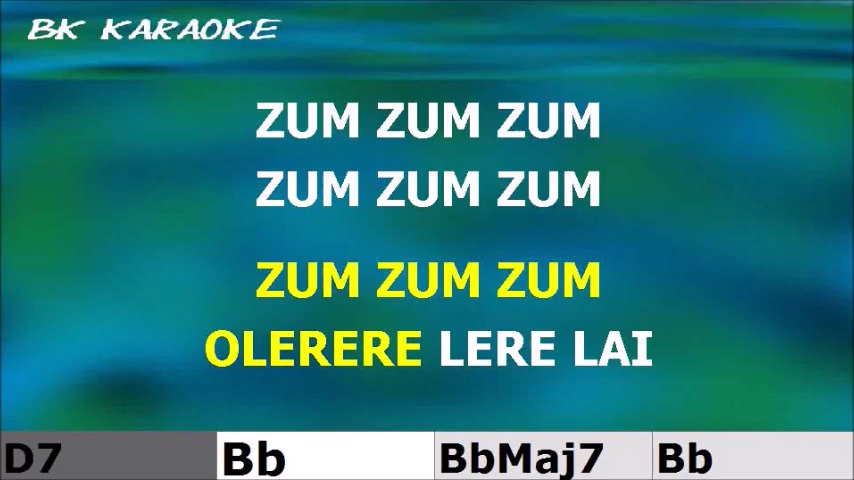 BK KARAOKE
ZUM ZUM ZUM
ZUM ZUM ZUM
ZUM ZUM ZUM
OLERERE LERE LAI
D7 Bb BbMaj7 Bb